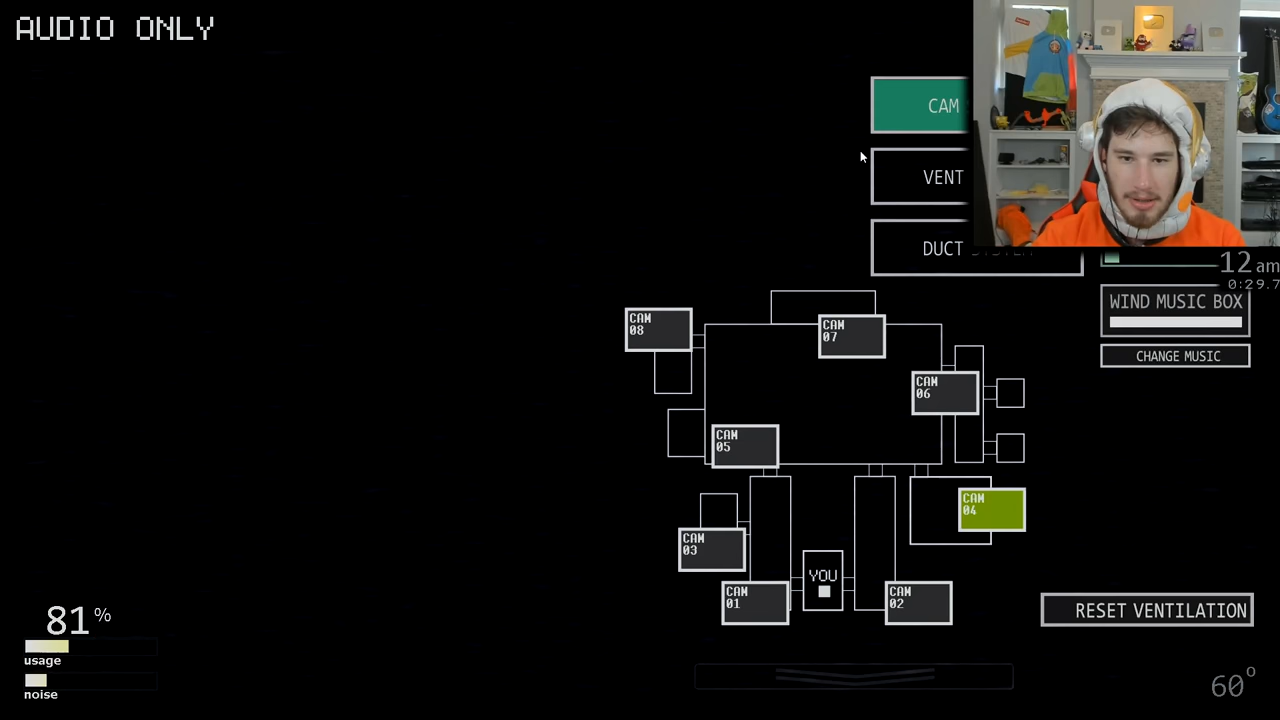 AUDIO ONLY
CAM
VENT
DUCT SYSTEM
12 am
0:29.7
WIND MUSIC BOX
CHANGE MUSIC
CAM 08
CAM 07
CAM 06
CAM 05
CAM 04
CAM 03
YOU
CAM 01
CAM 02
RESET VENTILATION
81%
usage
noise
60°